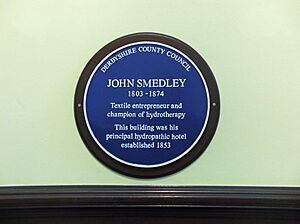 DERBYSHIRE COUNTY COUNCIL
JOHN SMEDLEY
1803 - 1874
Textile entrepreneur and
champion of hydrotherapy
This building was his
principal hydropathic hotel
established 1853